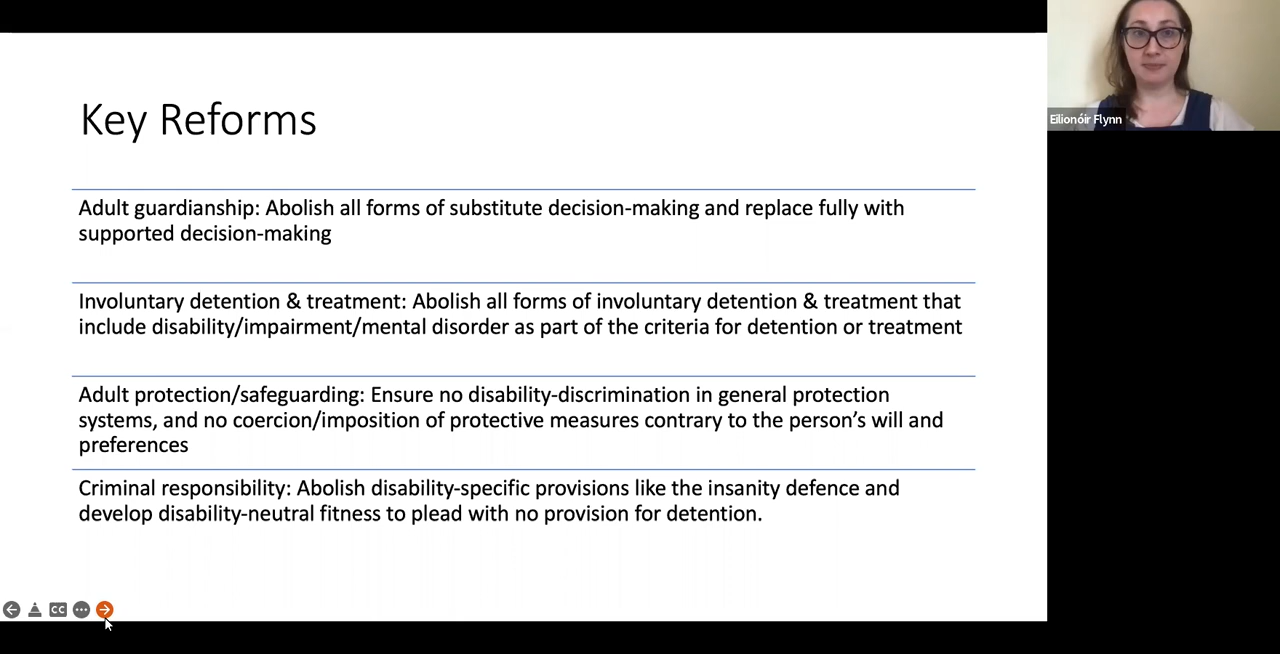 Key Reforms
Adult guardianship: Abolish all forms of substitute decision-making and replace fully with
supported decision-making
Involuntary detention & treatment: Abolish all forms of involuntary detention & treatment that
include disability/impairment/mental disorder as part of the criteria for detention or treatment
Adult protection/safeguarding: Ensure no disability-discrimination in general protection
systems, and no coercion/imposition of protective measures contrary to the person’s will and
preferences
Criminal responsibility: Abolish disability-specific provisions like the insanity defence and
develop disability-neutral fitness to plead with no provision for detention.
Eilionóir Flynn
CC